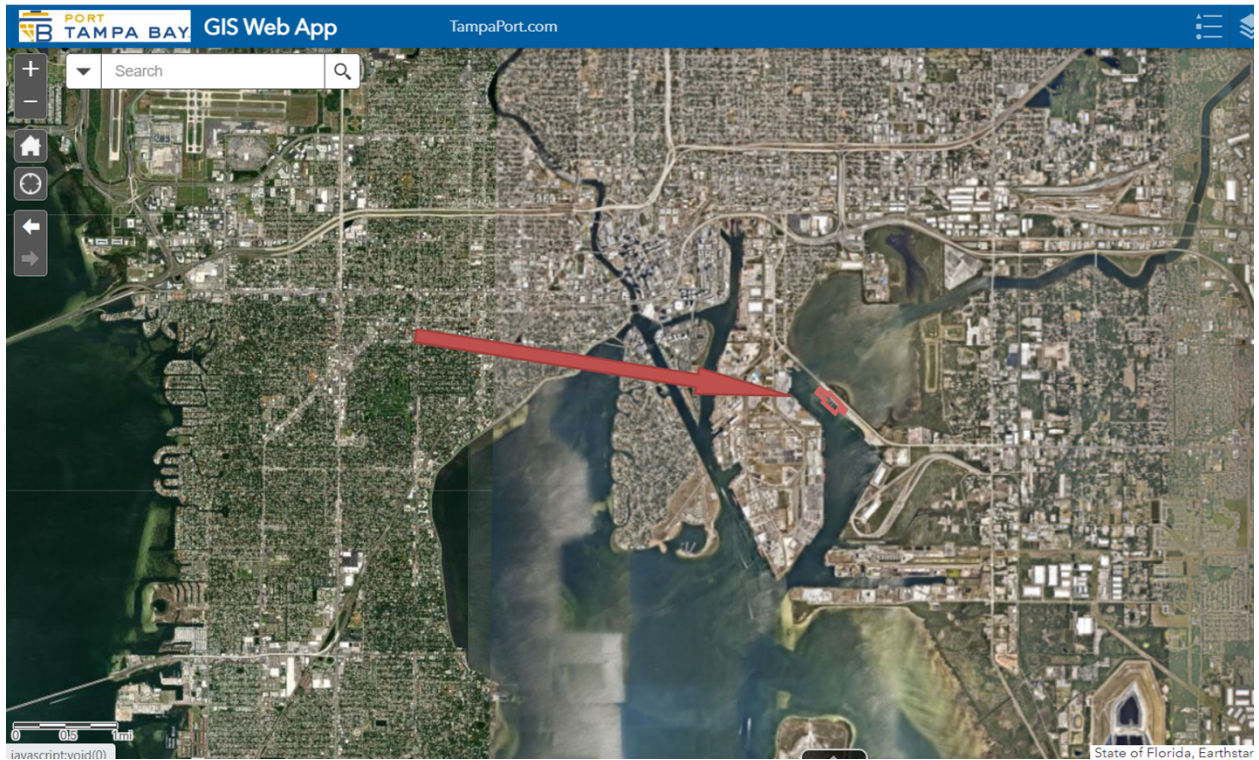 PORT
TAMPA BAY
GIS Web App
TampaPort.com
Search
0 0.5 1mi
javascript:void(0)
State of Florida, Earthstar